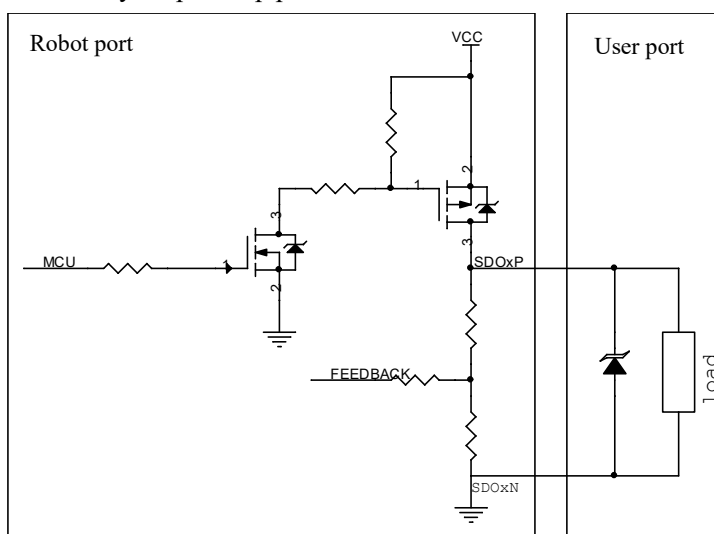 Robot port
User port
VCC
2
1
3
3
MCU
1
2
SDOxP
FEEDBACK
load
SDOxN